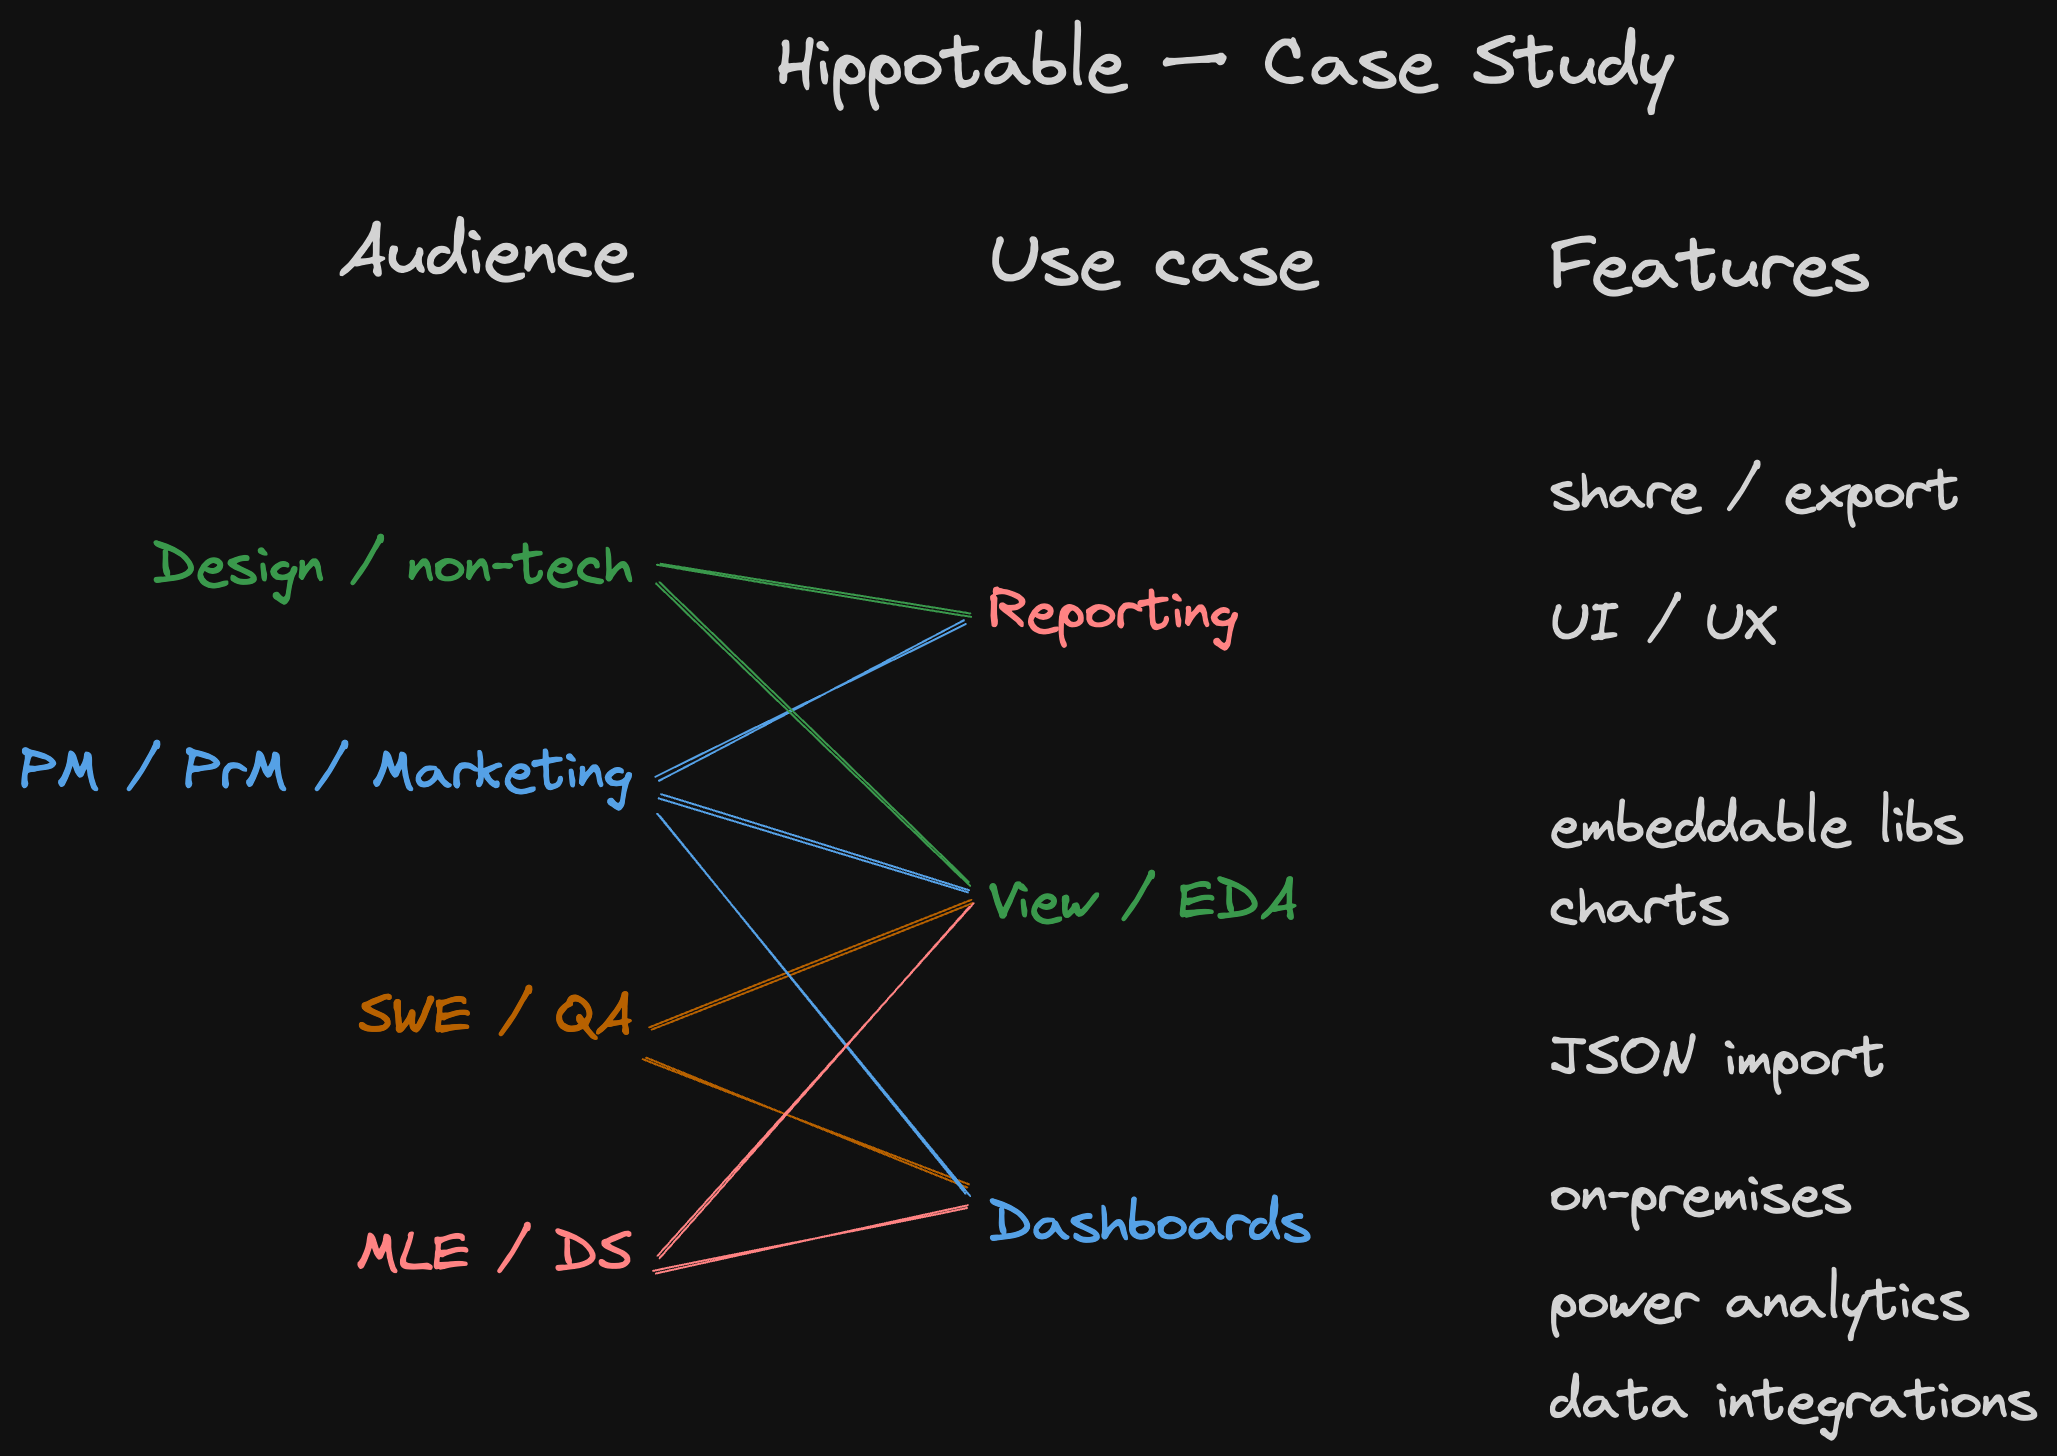 Hippotable — Case Study
Audience
Use case
Features
Design / non-tech
PM / PrM / Marketing
SWE / QA
MLE / DS
Reporting
View / EDA
Dashboards
share / export
UI / UX
embeddable libs
charts
JSON import
on-premises
power analytics
data integrations